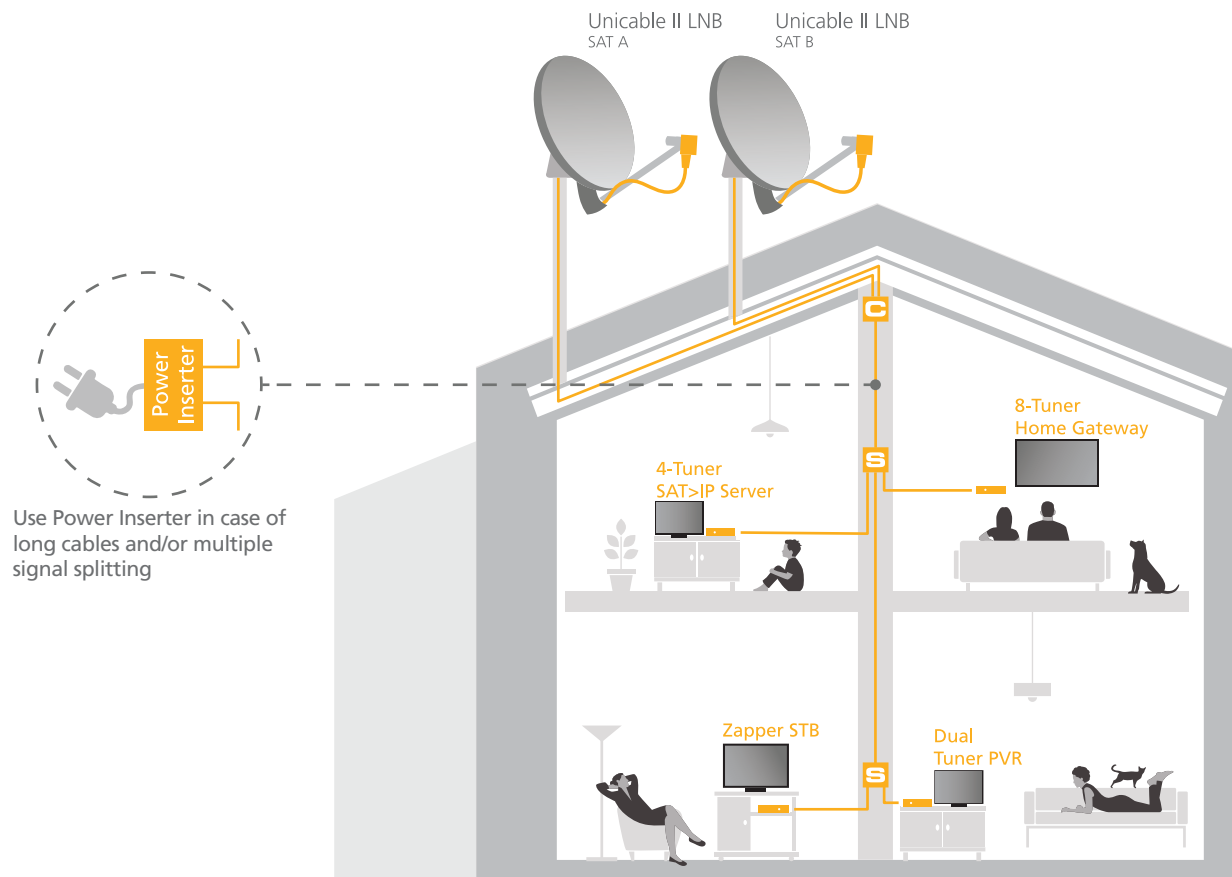 Unicable II LNB
SAT A
Unicable II LNB
SAT B
C
Power
Inserter
8-Tuner
Home Gateway
S
4-Tuner
SAT>IP Server
Use Power Inserter in case of
long cables and/or multiple
signal splitting
Zapper STB
Dual
Tuner PVR
S